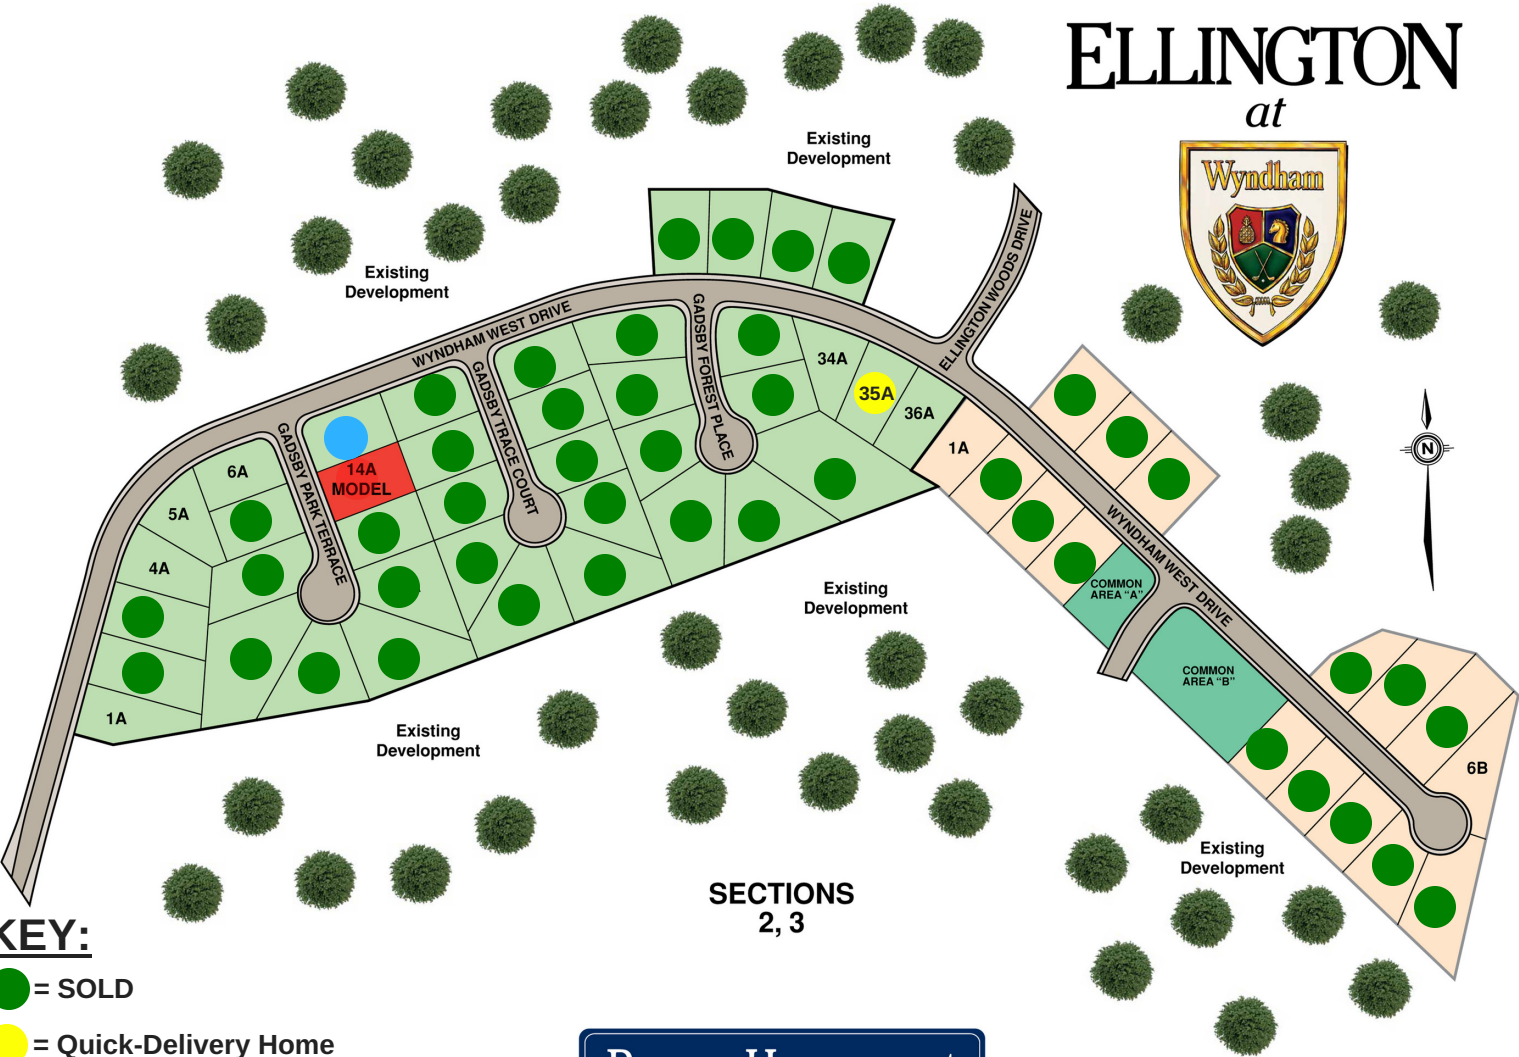 ELLINGTON
at
Wyndham
Existing
Development
Existing
Development
ELLINGTON WOODS DRIVE
WYNDHAM WEST DRIVE
GADSBY FOREST PLACE
GADSBY TRACE COURT
GADSBY PARK TERRACE
34A
35A
36A
1A
6A
14A
MODEL
5A
4A
1A
N
WYNDHAM WEST DRIVE
COMMON
AREA "A"
COMMON
AREA "B"
6B
Existing
Development
Existing
Development
Existing
Development
SECTIONS
2, 3
KEY:
= SOLD
= Quick-Delivery Home